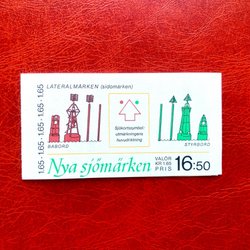 LATERALMÄRKEN (sidomärken)
1.65 · 1.65 · 1.65 · 1.65 · 1.65
Sjökortssymbol:
utmärkningens
huvudriktning
BABORD
STYRBORD
Nya sjömärken
VALÖR
KR 1.65
PRIS
16:50